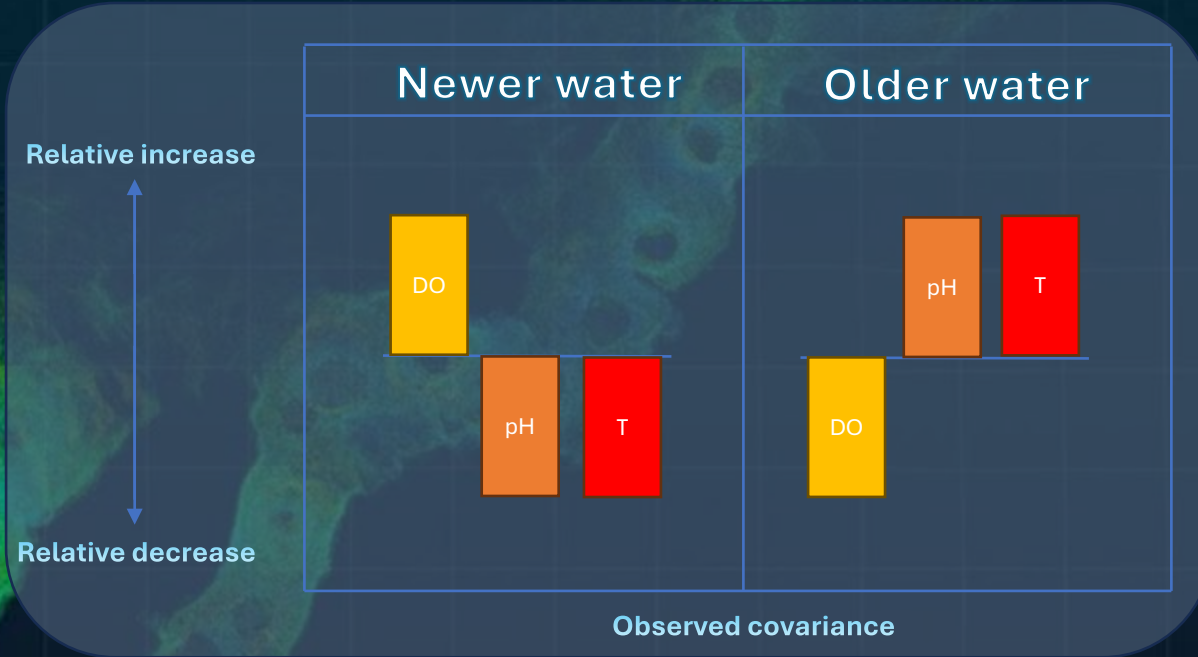 Newer water
Older water
Relative increase
DO
pH
T
pH
T
DO
Relative decrease
Observed covariance